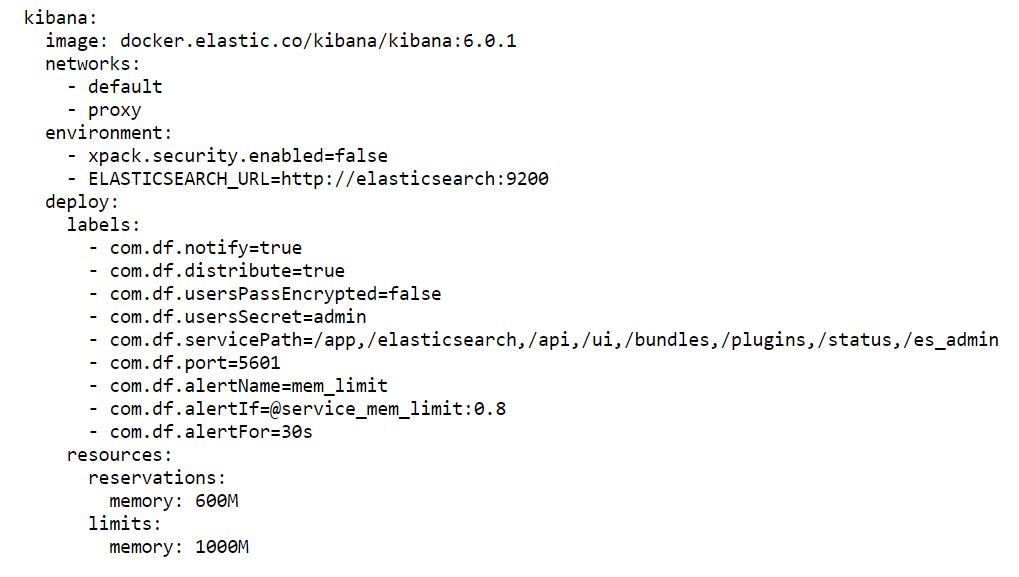 kibana:
  image: docker.elastic.co/kibana/kibana:6.0.1
  networks:
    - default
    - proxy
  environment:
    - xpack.security.enabled=false
    - ELASTICSEARCH_URL=http://elasticsearch:9200
  deploy:
    labels:
      - com.df.notify=true
      - com.df.distribute=true
      - com.df.usersPassEncrypted=false
      - com.df.usersSecret=admin
      - com.df.servicePath=/app,/elasticsearch,/api,/ui,/bundles,/plugins,/status,/es_admin
      - com.df.port=5601
      - com.df.alertName=mem_limit
      - com.df.alertIf=@service_mem_limit:0.8
      - com.df.alertFor=30s
    resources:
      reservations:
        memory: 600M
      limits:
        memory: 1000M